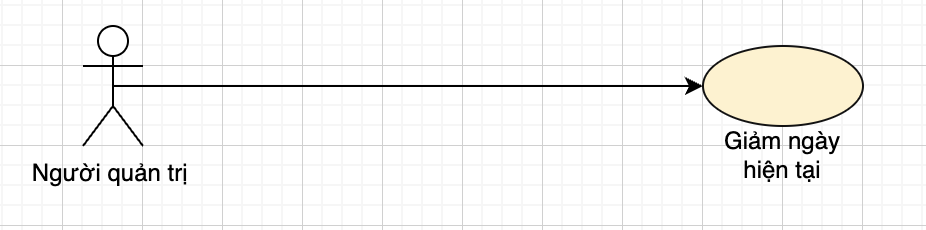 Người quản trị
Giảm ngày
hiện tại